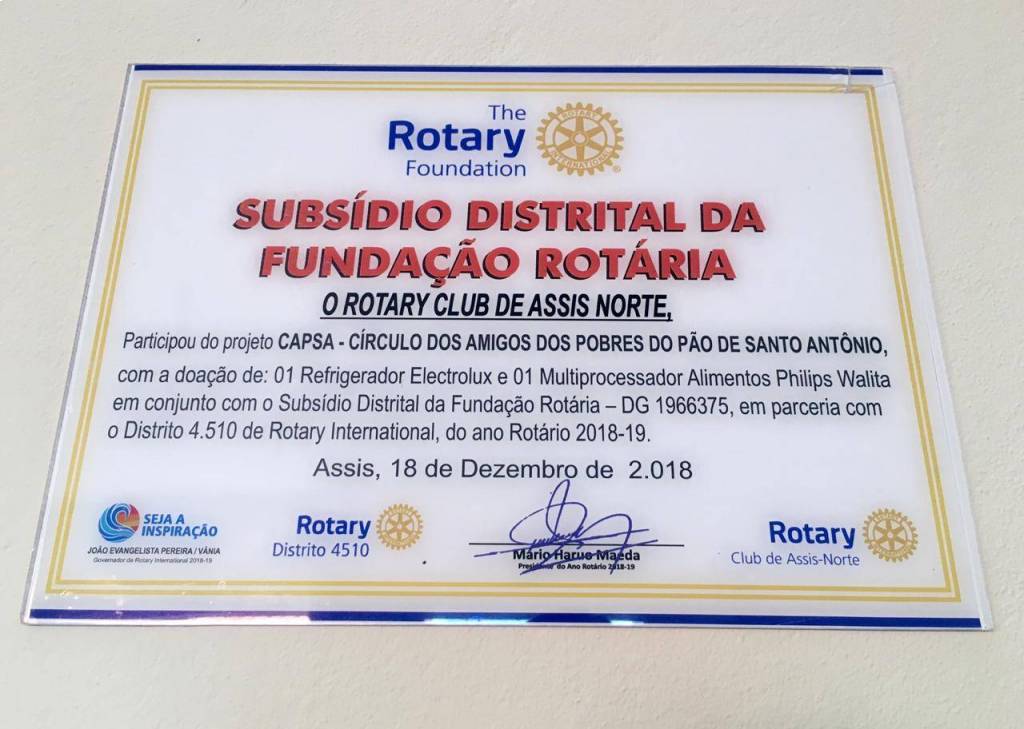 The
Rotary
Foundation
ROTARY
INTERNATIONAL
SUBSÍDIO DISTRITAL DA
FUNDAÇÃO ROTÁRIA
O ROTARY CLUB DE ASSIS NORTE,
Participou do projeto CAPSA - CÍRCULO DOS AMIGOS DOS POBRES DO PÃO DE SANTO ANTÔNIO,
com a doação de: 01 Refrigerador Electrolux e 01 Multiprocessador Alimentos Philips Walita
em conjunto com o Subsídio Distrital da Fundação Rotária – DG 1966375, em parceria com
o Distrito 4.510 de Rotary International, do ano Rotário 2018-19.
Assis, 18 de Dezembro de 2.018
SEJA A
INSPIRAÇÃO
JOÃO EVANGELISTA PEREIRA / VÂNIA
Governador de Rotary International 2018-19
Rotary
Distrito 4510
Mário Haruo Maeda
Presidente do Ano Rotário 2018-19
Rotary
Club de Assis-Norte